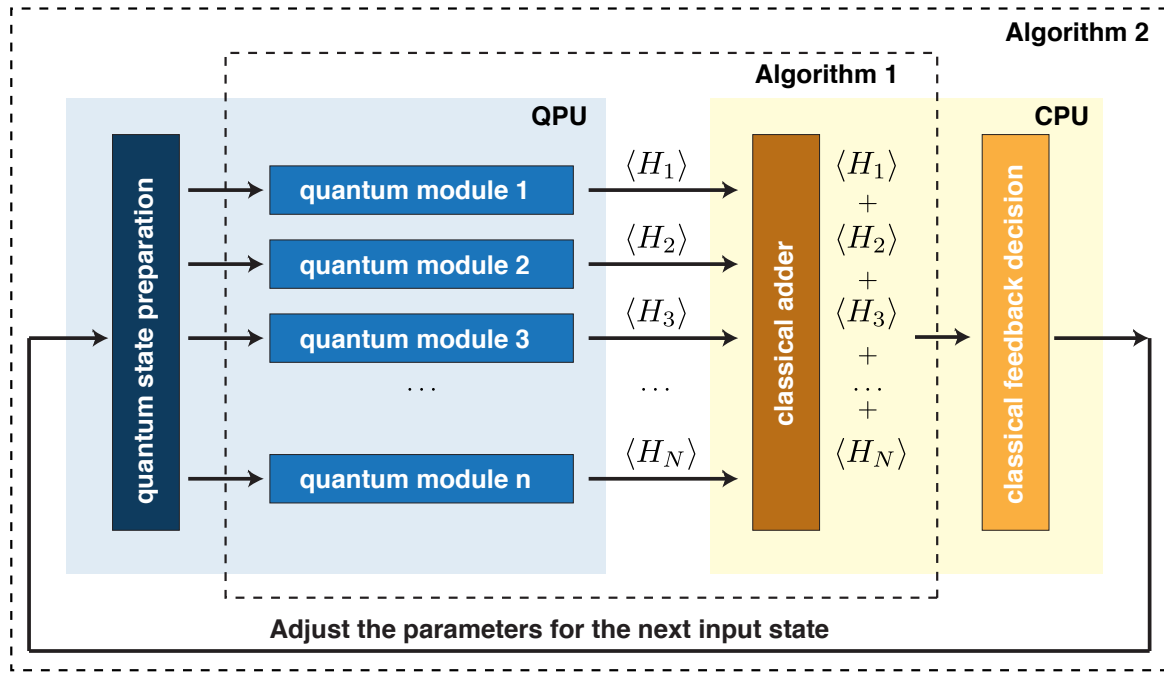 Algorithm 2
Algorithm 1
QPU
CPU
quantum state preparation
quantum module 1
⟨H₁⟩
quantum module 2
⟨H₂⟩
quantum module 3
⟨H₃⟩
...
...
quantum module n
⟨H_N⟩
classical adder
⟨H₁⟩
+
⟨H₂⟩
+
⟨H₃⟩
+
...
+
⟨H_N⟩
classical feedback decision
Adjust the parameters for the next input state